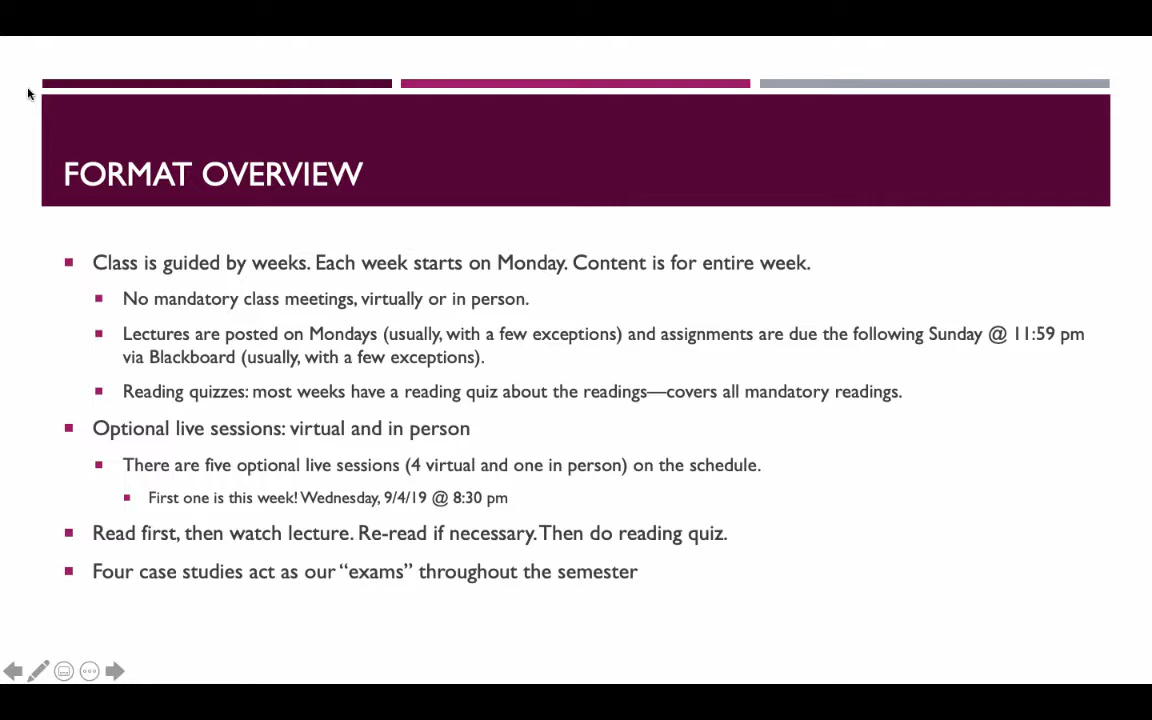 FORMAT OVERVIEW
Class is guided by weeks. Each week starts on Monday. Content is for entire week.
No mandatory class meetings, virtually or in person.
Lectures are posted on Mondays (usually, with a few exceptions) and assignments are due the following Sunday @ 11:59 pm
via Blackboard (usually, with a few exceptions).
Reading quizzes: most weeks have a reading quiz about the readings—covers all mandatory readings.
Optional live sessions: virtual and in person
There are five optional live sessions (4 virtual and one in person) on the schedule.
First one is this week! Wednesday, 9/4/19 @ 8:30 pm
Read first, then watch lecture. Re-read if necessary. Then do reading quiz.
Four case studies act as our “exams” throughout the semester